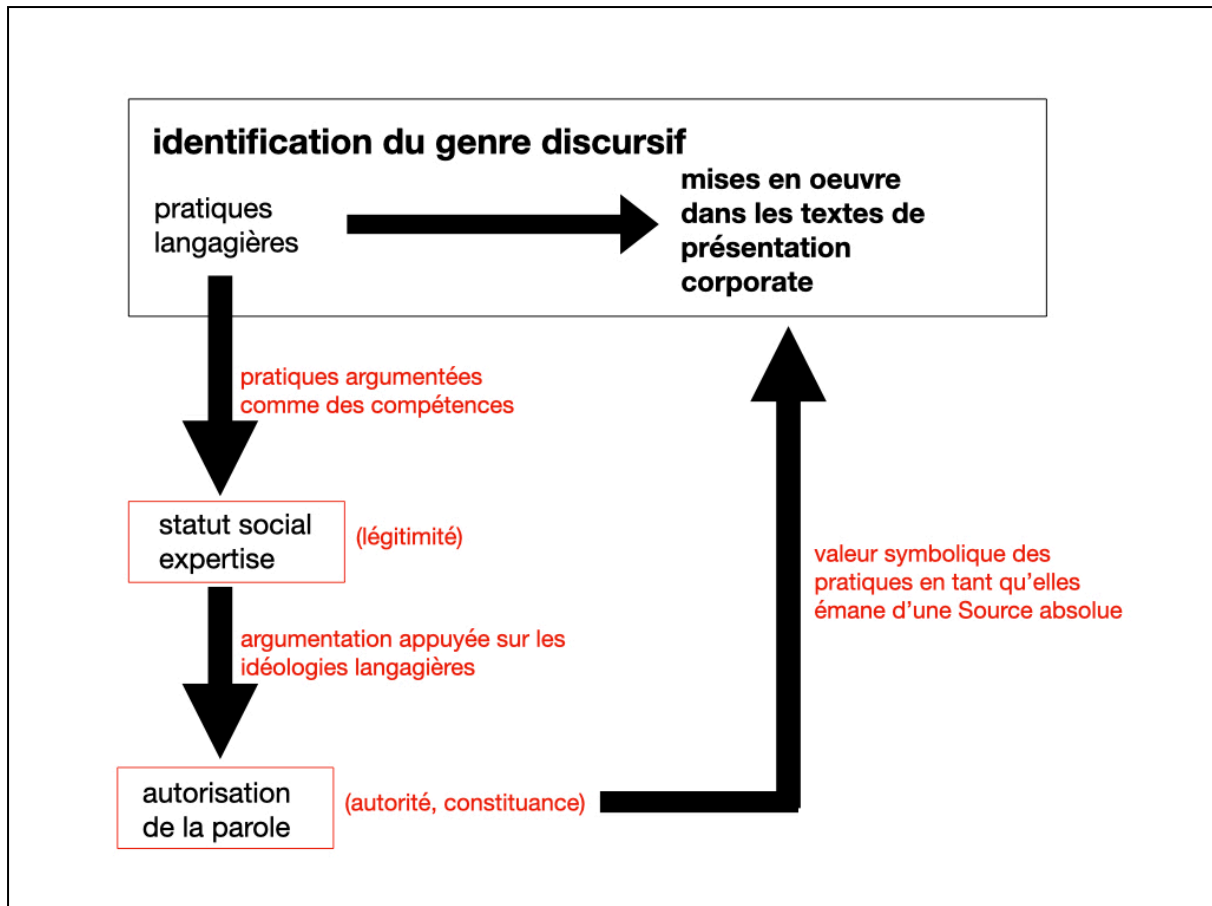 identification du genre discursif
pratiques
langagières
mises en oeuvre
dans les textes de
présentation
corporate
pratiques argumentées
comme des compétences
statut social
expertise
(légitimité)
valeur symbolique des
pratiques en tant qu'elles
émane d'une Source absolue
argumentation appuyée sur les
idéologies langagières
autorisation
de la parole
(autorité, constituance)